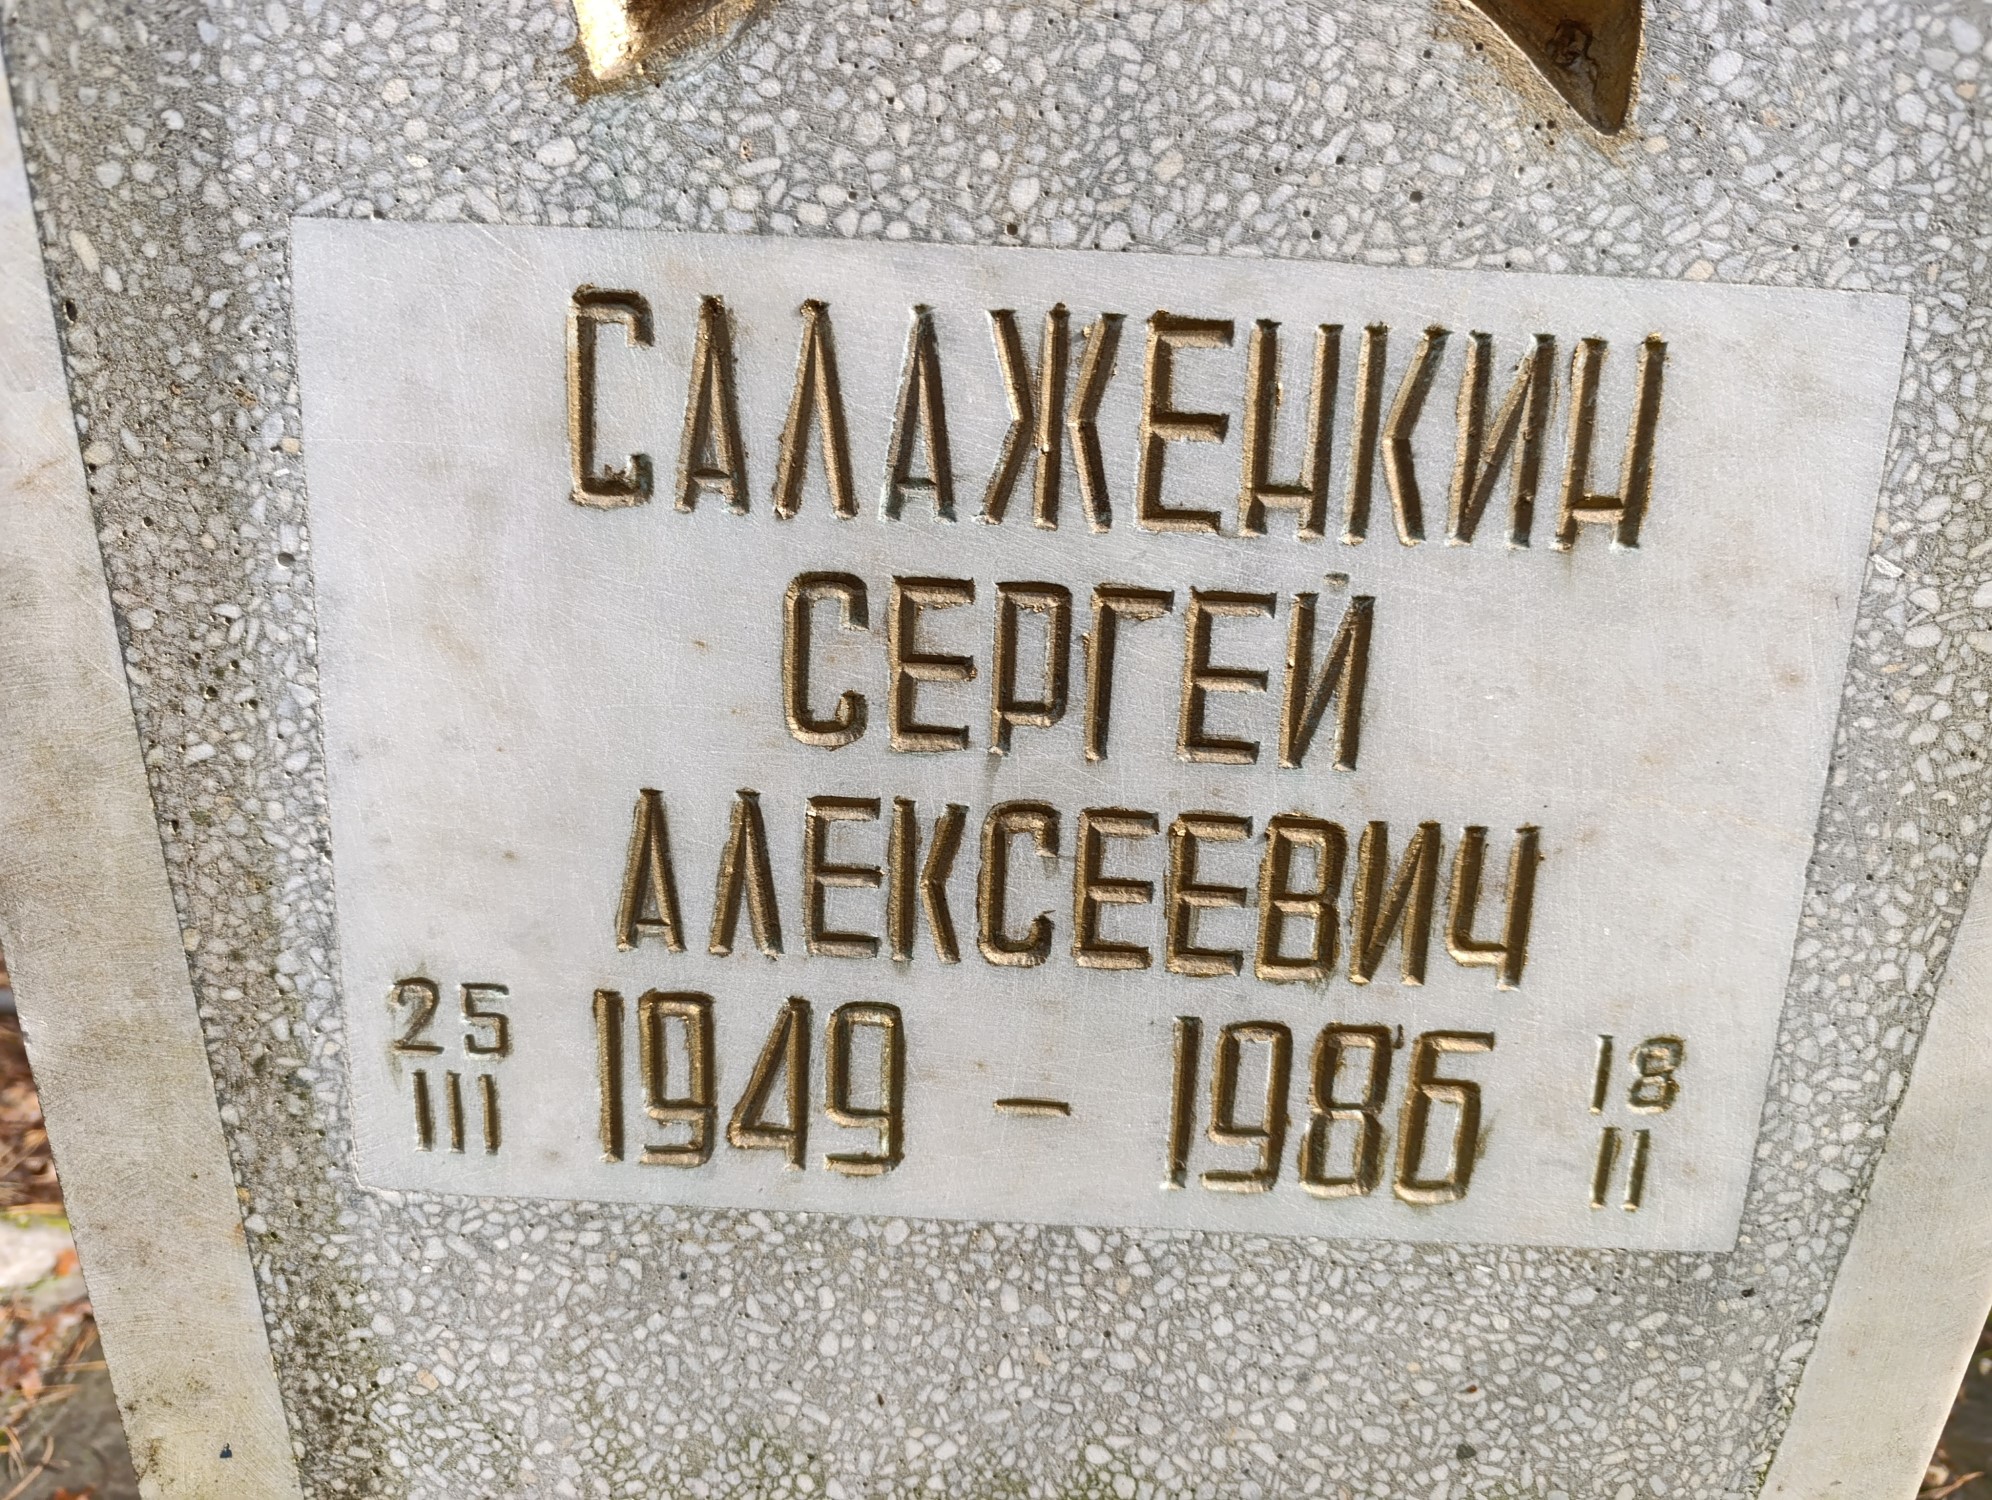 САЛАЖЕНКИН
СЕРГЕЙ
АЛЕКСЕЕВИЧ
25 III 1949 – 1986 18 II